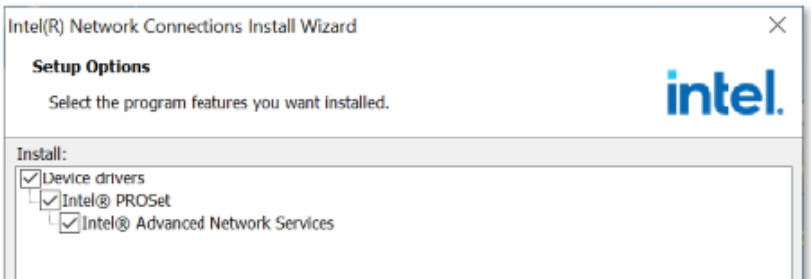 Intel(R) Network Connections Install Wizard
Setup Options
Select the program features you want installed.
intel.
Install:
Device drivers
Intel® PROSet
Intel® Advanced Network Services